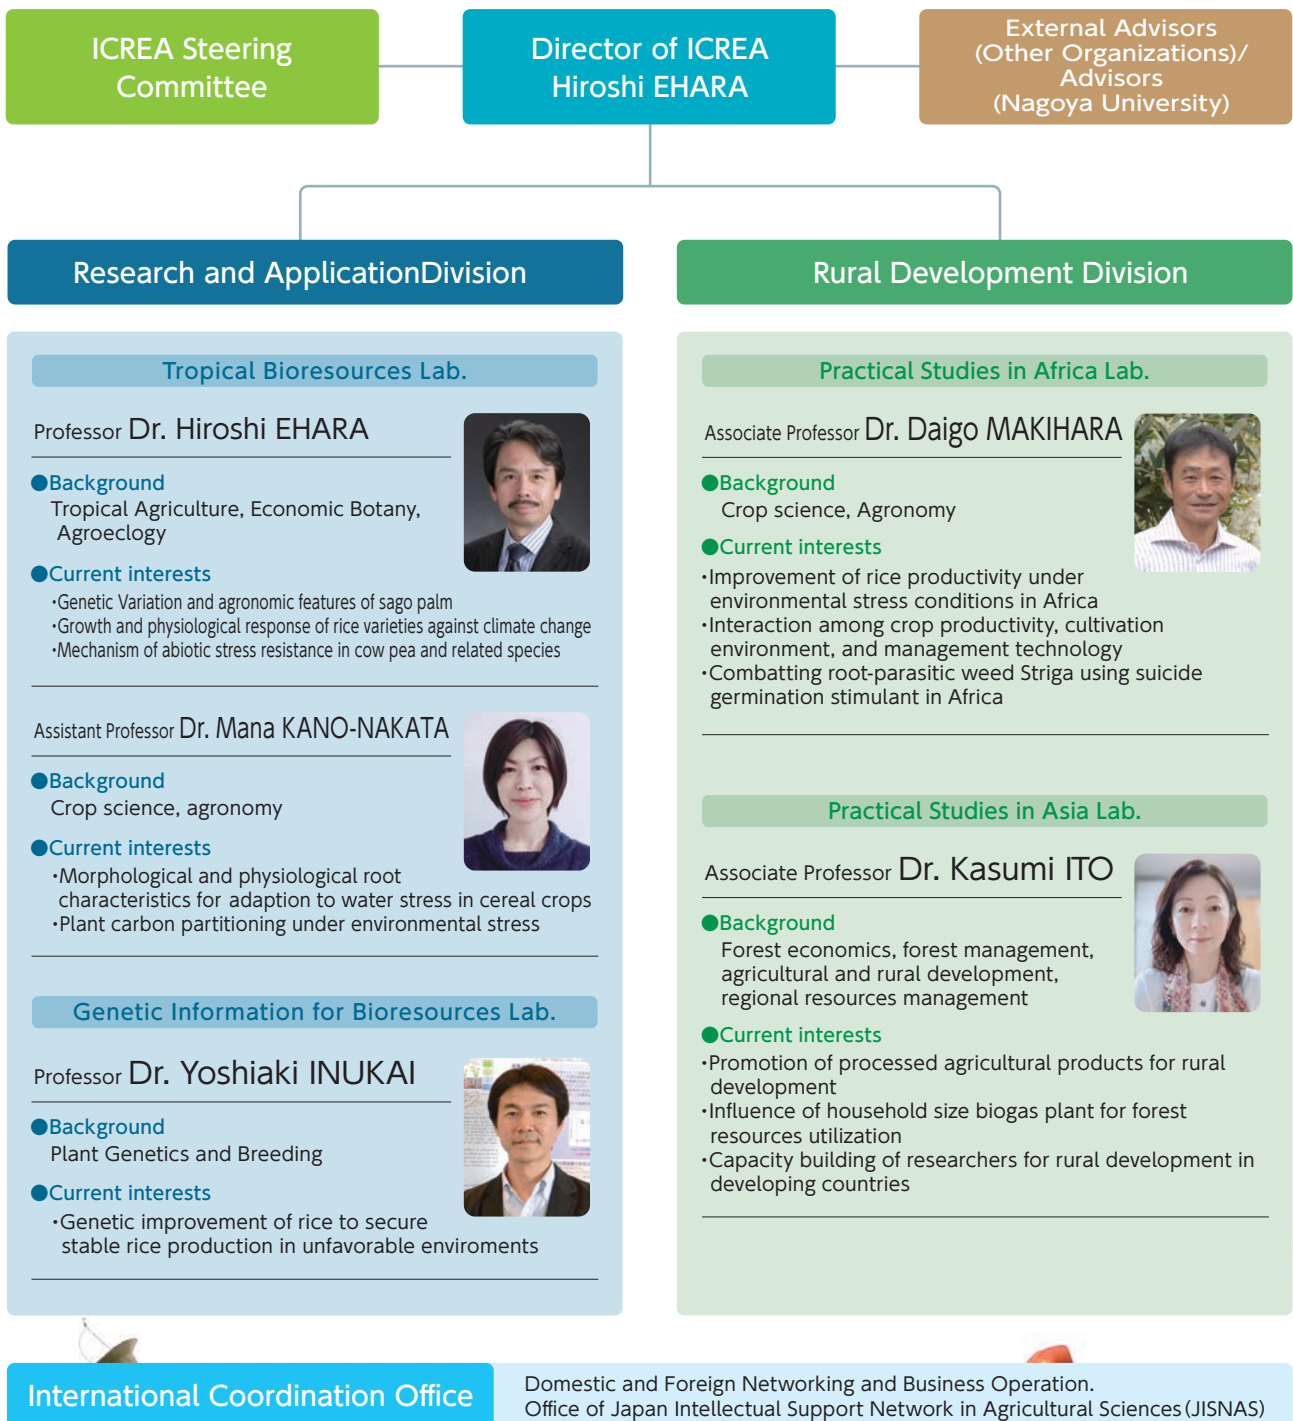 ICREA Steering
Committee
Director of ICREA
Hiroshi EHARA
External Advisors
(Other Organizations)/
Advisors
(Nagoya University)
Research and ApplicationDivision
Tropical Bioresources Lab.
Professor Dr. Hiroshi EHARA
●Background
Tropical Agriculture, Economic Botany,
Agroeclogy
●Current interests
・Genetic Variation and agronomic features of sago palm
・Growth and physiological response of rice varieties against climate change
・Mechanism of abiotic stress resistance in cow pea and related species
Assistant Professor Dr. Mana KANO-NAKATA
●Background
Crop science, agronomy
●Current interests
・Morphological and physiological root
characteristics for adaption to water stress in cereal crops
・Plant carbon partitioning under environmental stress
Genetic Information for Bioresources Lab.
Professor Dr. Yoshiaki INUKAI
●Background
Plant Genetics and Breeding
●Current interests
・Genetic improvement of rice to secure
stable rice production in unfavorable enviroments
Rural Development Division
Practical Studies in Africa Lab.
Associate Professor Dr. Daigo MAKIHARA
●Background
Crop science, Agronomy
●Current interests
・Improvement of rice productivity under
environmental stress conditions in Africa
・Interaction among crop productivity, cultivation
environment, and management technology
・Combatting root-parasitic weed Striga using suicide
germination stimulant in Africa
Practical Studies in Asia Lab.
Associate Professor Dr. Kasumi ITO
●Background
Forest economics, forest management,
agricultural and rural development,
regional resources management
●Current interests
・Promotion of processed agricultural products for rural
development
・Influence of household size biogas plant for forest
resources utilization
・Capacity building of researchers for rural development in
developing countries
International Coordination Office
Domestic and Foreign Networking and Business Operation.
Office of Japan Intellectual Support Network in Agricultural Sciences (JISNAS)